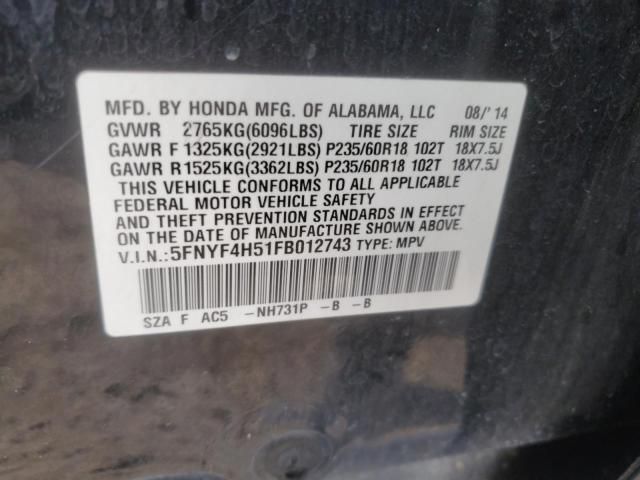 MFD. BY HONDA MFG. OF ALABAMA, LLC 08/'14
GVWR 2765KG(6096LBS) TIRE SIZE RIM SIZE
GAWR F 1325KG(2921LBS) P235/60R18 102T 18X7.5J
GAWR R 1525KG(3362LBS) P235/60R18 102T 18X7.5J
THIS VEHICLE CONFORMS TO ALL APPLICABLE
FEDERAL MOTOR VEHICLE SAFETY
AND THEFT PREVENTION STANDARDS IN EFFECT
ON THE DATE OF MANUFACTURE SHOWN ABOVE.
V.I.N.: 5FNYF4H51FB012743 TYPE: MPV
SZA F AC5 -NH731P -B -B